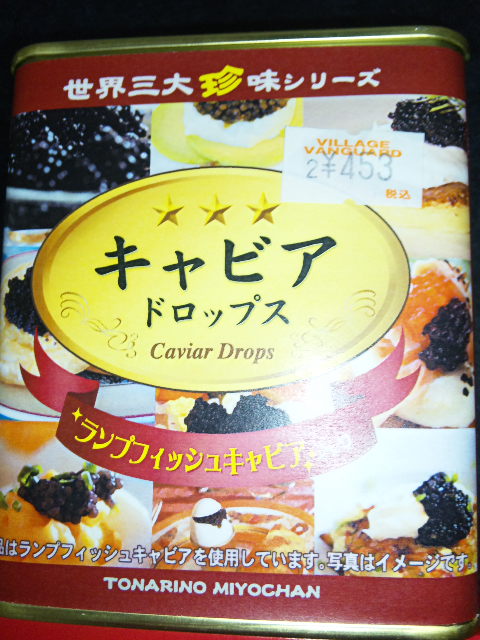 世界三大珍味シリーズ
VILLAGE
VANGUARD
2¥453
税込
キャビア
ドロップス
Caviar Drops
ランプフィッシュキャビア
品はランプフィッシュキャビアを使用しています。写真はイメージです。
TONARINO MIYOCHAN